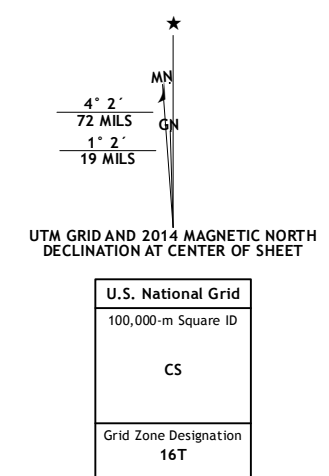 ★
MN
4° 2´
72 MILS
GN
1° 2´
19 MILS
UTM GRID AND 2014 MAGNETIC NORTH
DECLINATION AT CENTER OF SHEET
U.S. National Grid
100,000-m Square ID
CS
Grid Zone Designation
16T